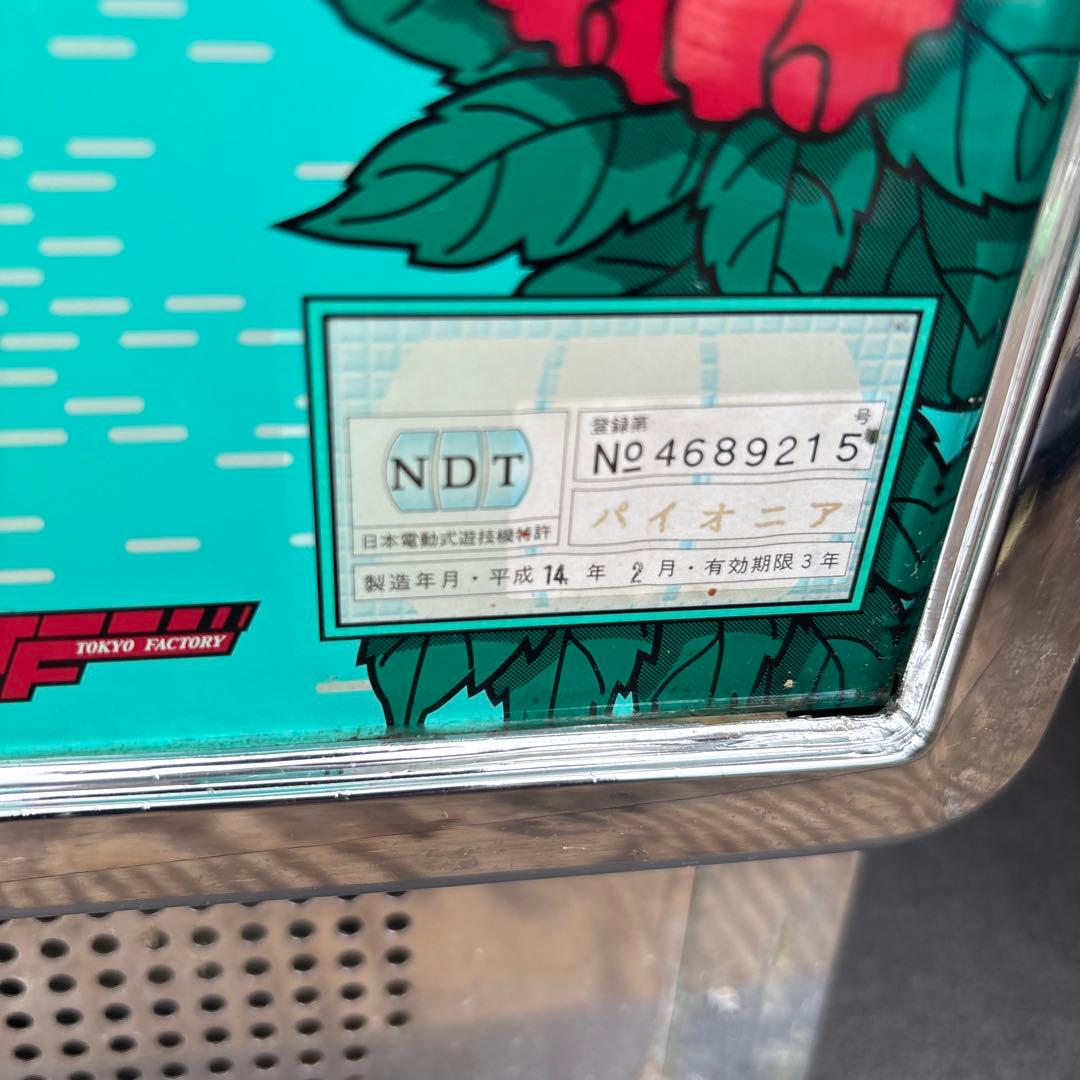 登録第 号
NDT
№4689215
パイオニア
日本電動式遊技機特許
製造年月・平成14年2月・有効期限3年
TF
TOKYO FACTORY